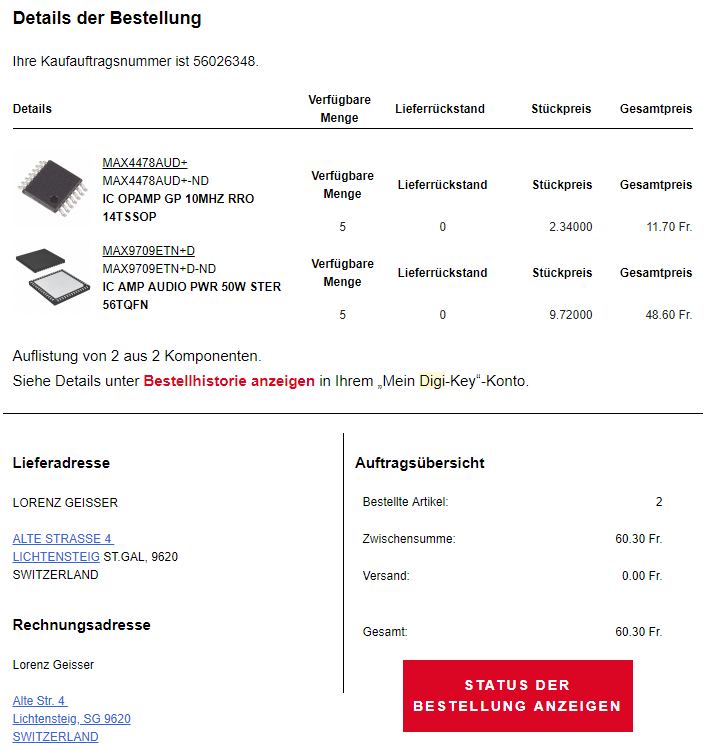 Details der Bestellung
Ihre Kaufauftragsnummer ist 56026348.
Details Verfügbare Menge Lieferrückstand Stückpreis Gesamtpreis
MAX4478AUD+
MAX4478AUD+-ND
IC OPAMP GP 10MHZ RRO
14TSSOP
Verfügbare Menge Lieferrückstand Stückpreis Gesamtpreis
5 0 2.34000 11.70 Fr.
MAX9709ETN+D
MAX9709ETN+D-ND
IC AMP AUDIO PWR 50W STER
56TQFN
Verfügbare Menge Lieferrückstand Stückpreis Gesamtpreis
5 0 9.72000 48.60 Fr.
Auflistung von 2 aus 2 Komponenten.
Siehe Details unter Bestellhistorie anzeigen in Ihrem „Mein Digi-Key“-Konto.
Lieferadresse
LORENZ GEISSER
ALTE STRASSE 4
LICHTENSTEIG ST.GAL, 9620
SWITZERLAND
Rechnungsadresse
Lorenz Geisser
Alte Str. 4
Lichtensteig, SG 9620
SWITZERLAND
Auftragsübersicht
Bestellte Artikel: 2
Zwischensumme: 60.30 Fr.
Versand: 0.00 Fr.
Gesamt: 60.30 Fr.
STATUS DER
BESTELLUNG ANZEIGEN